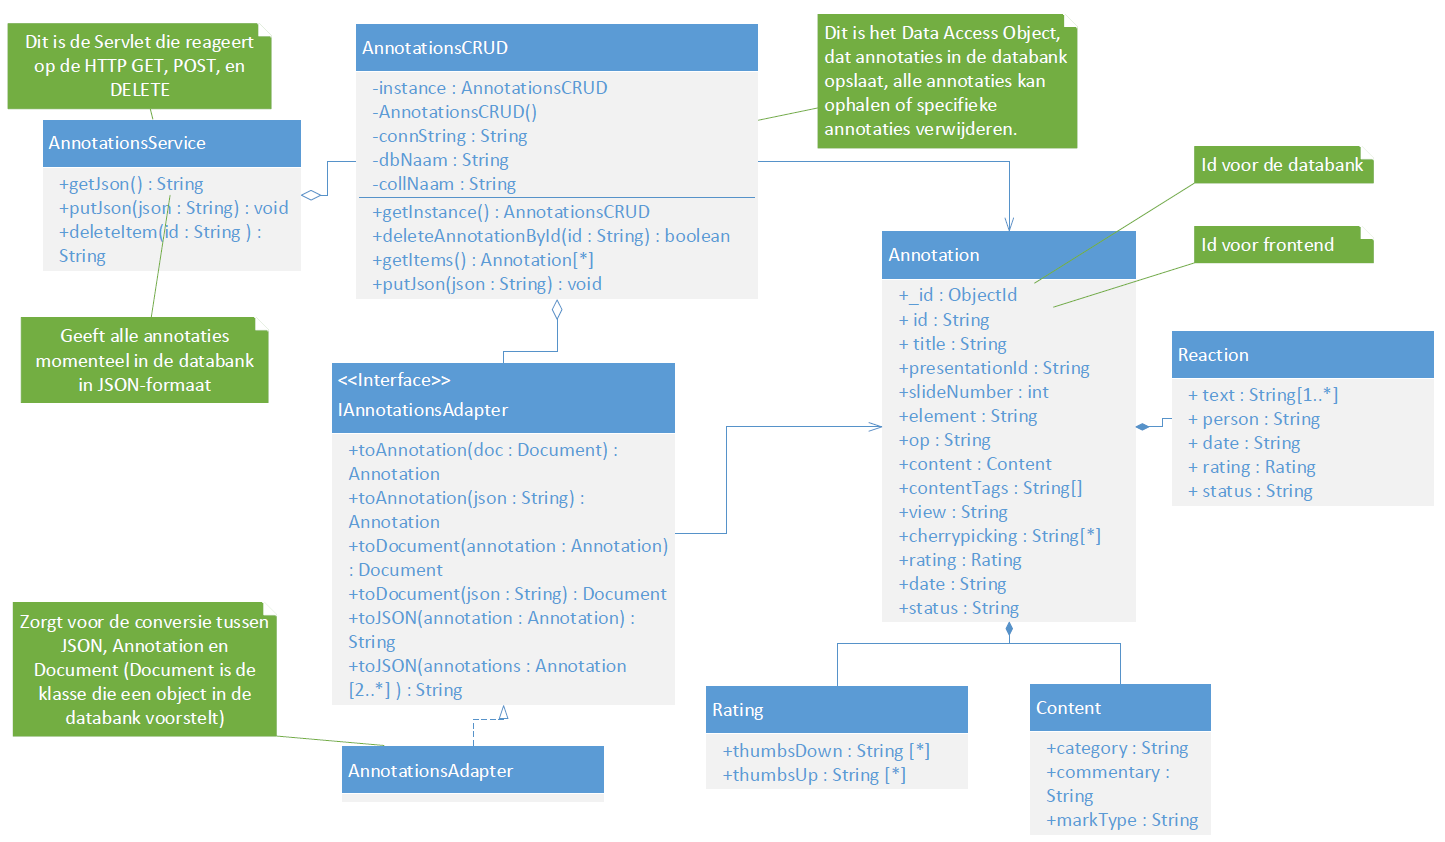 Dit is de Servlet die reageert
op de HTTP GET, POST, en
DELETE
AnnotationsService
+getJson() : String
+putJson(json : String) : void
+deleteItem(id : String ) :
String
Geeft alle annotaties
momenteel in de databank
in JSON-formaat
AnnotationsCRUD
-instance : AnnotationsCRUD
-AnnotationsCRUD()
-connString : String
-dbNaam : String
-collNaam : String
+getInstance() : AnnotationsCRUD
+deleteAnnotationById(id : String) : boolean
+getItems() : Annotation[*]
+putJson(json : String) : void
Dit is het Data Access Object,
dat annotaties in de databank
opslaat, alle annotaties kan
ophalen of specifieke
annotaties verwijderen.
Id voor de databank
Id voor frontend
Annotation
+_id : ObjectId
+ id : String
+ title : String
+presentationId : String
+slideNumber : int
+element : String
+op : String
+content : Content
+contentTags : String[]
+view : String
+cherrypicking : String[*]
+rating : Rating
+date : String
+status : String
Reaction
+ text : String[1..*]
+ person : String
+ date : String
+ rating : Rating
+ status : String
<<Interface>>
IAnnotationsAdapter
+toAnnotation(doc : Document) :
Annotation
+toAnnotation(json : String) :
Annotation
+toDocument(annotation : Annotation)
: Document
+toDocument(json : String) : Document
+toJSON(annotation : Annotation) :
String
+toJSON(annotations : Annotation
[2..*] ) : String
Zorgt voor de conversie tussen
JSON, Annotation en
Document (Document is de
klasse die een object in de
databank voorstelt)
AnnotationsAdapter
Rating
+thumbsDown : String [*]
+thumbsUp : String [*]
Content
+category : String
+commentary :
String
+markType : String